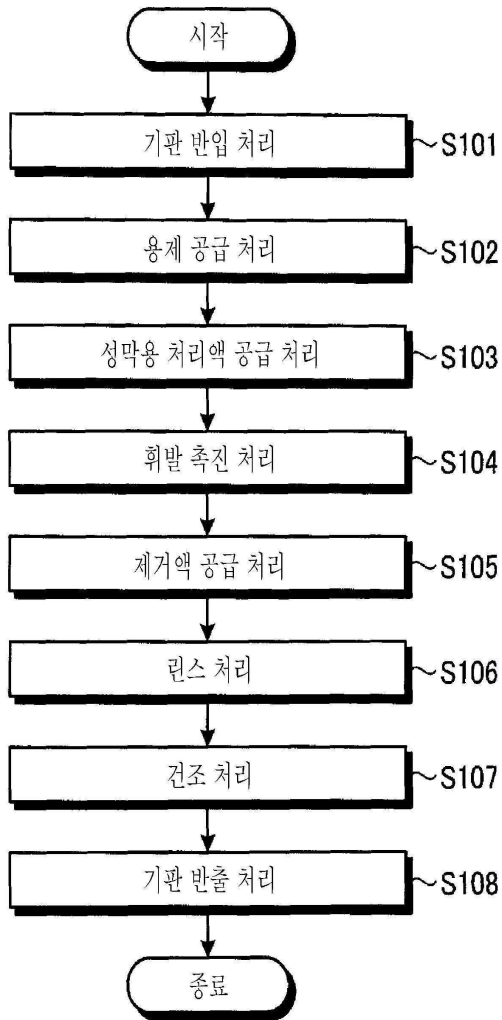 시작
기판 반입 처리 ~S101
용제 공급 처리 ~S102
성막용 처리액 공급 처리 ~S103
휘발 촉진 처리 ~S104
제거액 공급 처리 ~S105
린스 처리 ~S106
건조 처리 ~S107
기판 반출 처리 ~S108
종료